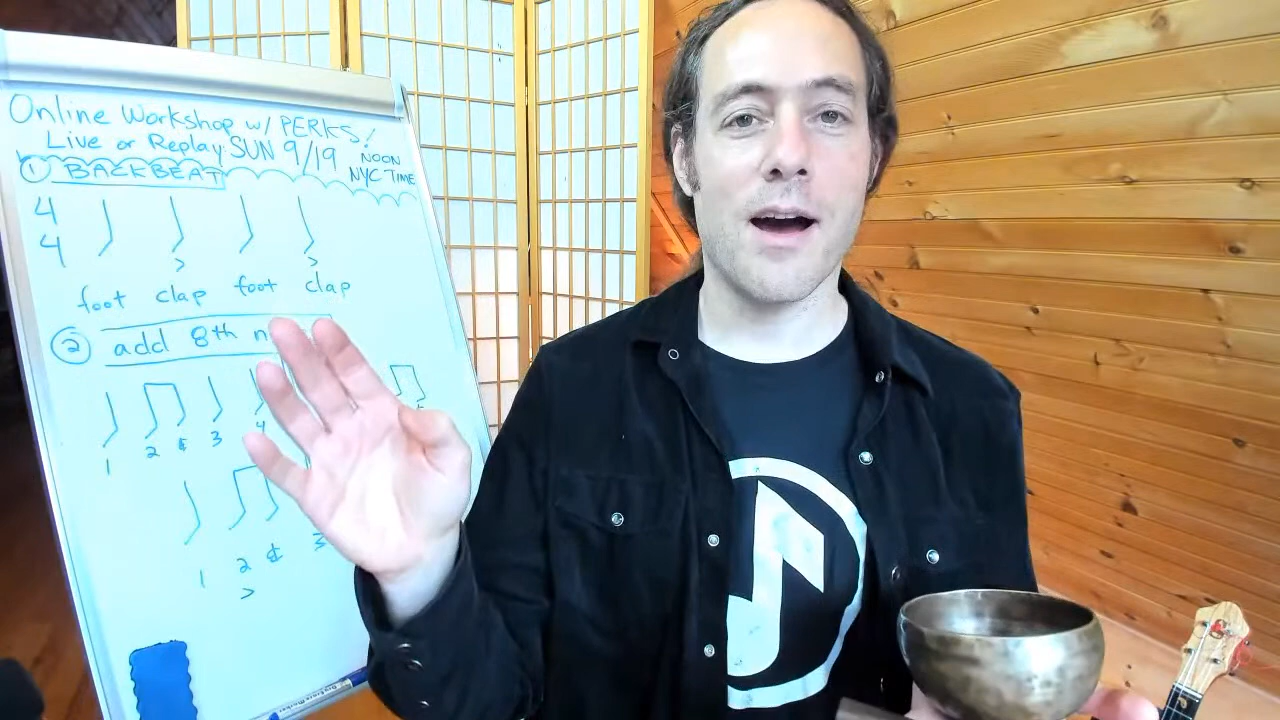 Online Workshop w/ PERKS!
Live or Replay SUN 9/19 NOON
NYC TIME
1 BACKBEAT
4
4
> >
foot clap foot clap
2 add 8th
1 2 & 3 4
1 2 & 3
>